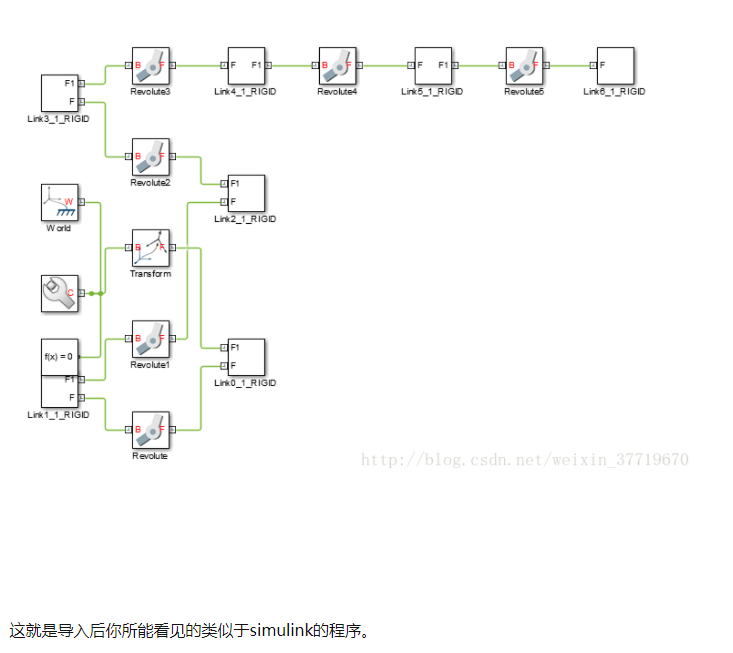 B F
F F1
B F
F F1
B F
F
F1
F
Revolute3
Link4_1_RIGID
Revolute4
Link5_1_RIGID
Revolute5
Link6_1_RIGID
Link3_1_RIGID
B F
Revolute2
F1
F
Link2_1_RIGID
W
World
B F
Transform
C
B F
Revolute1
F1
F
Link0_1_RIGID
f(x) = 0
F1
F
Link1_1_RIGID
B F
Revolute
http://blog.csdn.net/weixin_37719670
这就是导入后你所能看见的类似于simulink的程序。